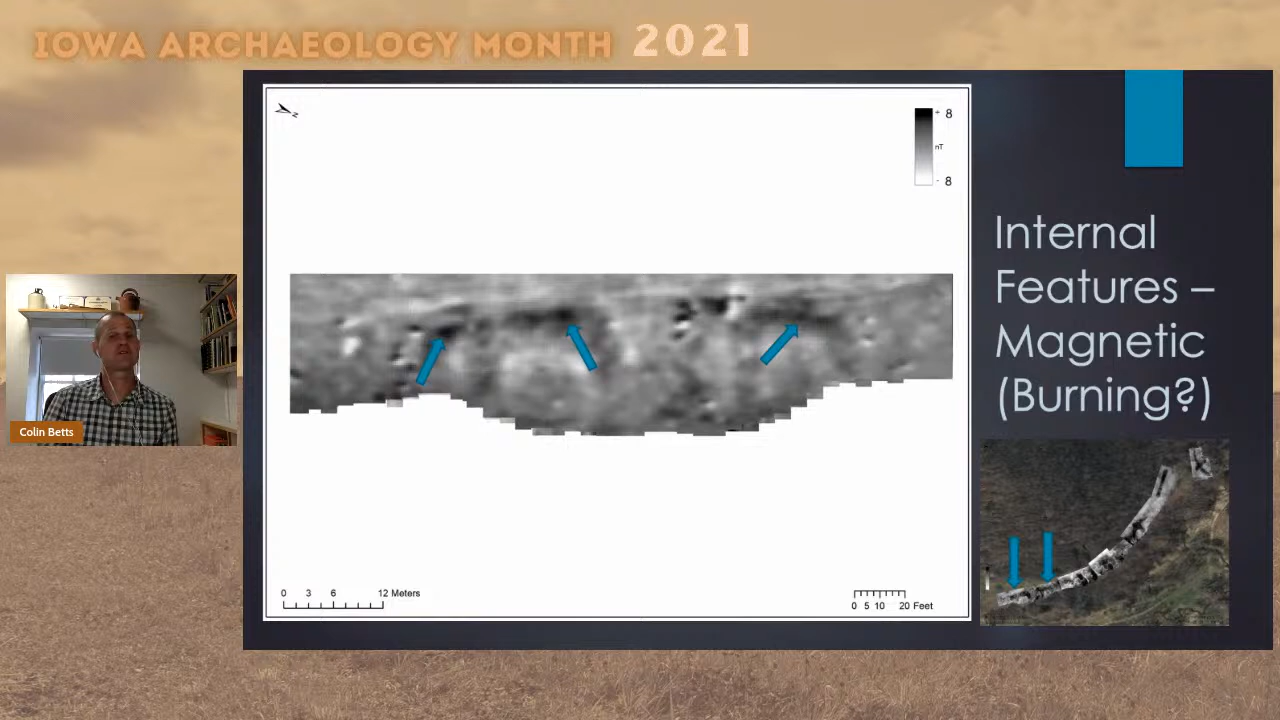 IOWA ARCHAEOLOGY MONTH 2021
N
+ 8
nT
- 8
Internal
Features –
Magnetic
(Burning?)
Colin Betts
0 3 6 12 Meters
0 5 10 20 Feet